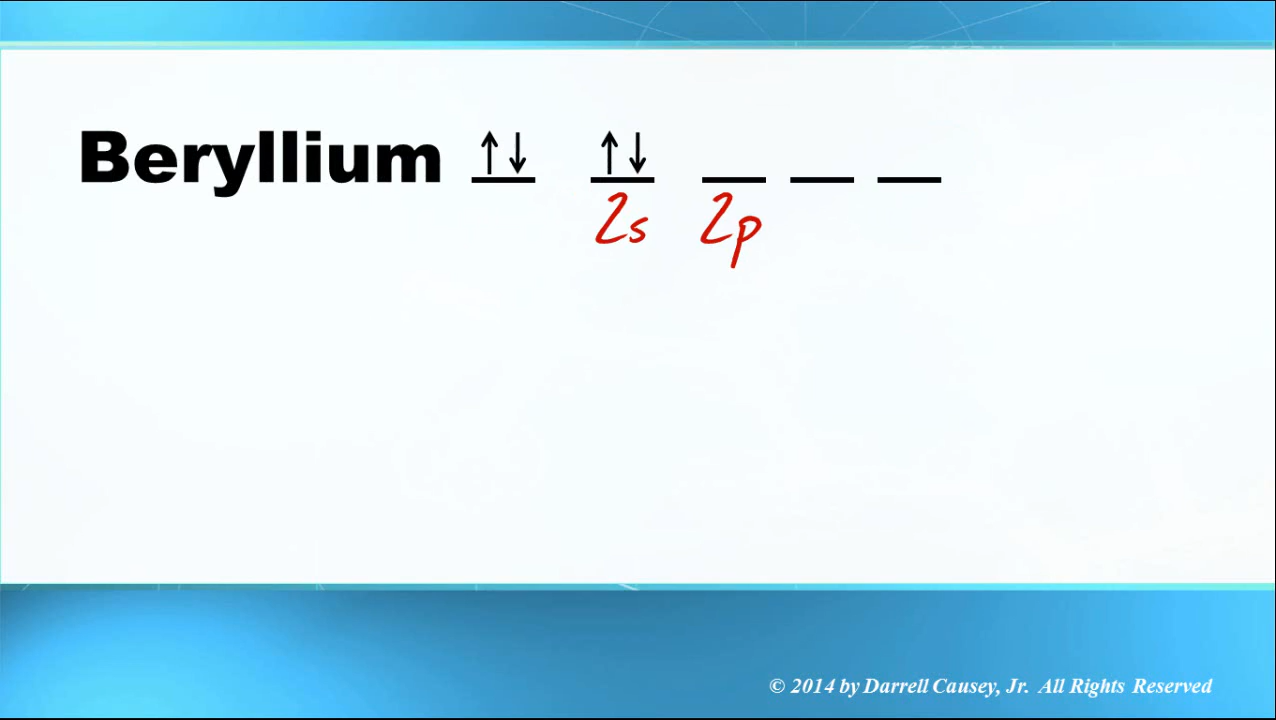 Beryllium ↑↓ ↑↓
2s 2p
© 2014 by Darrell Causey, Jr. All Rights Reserved